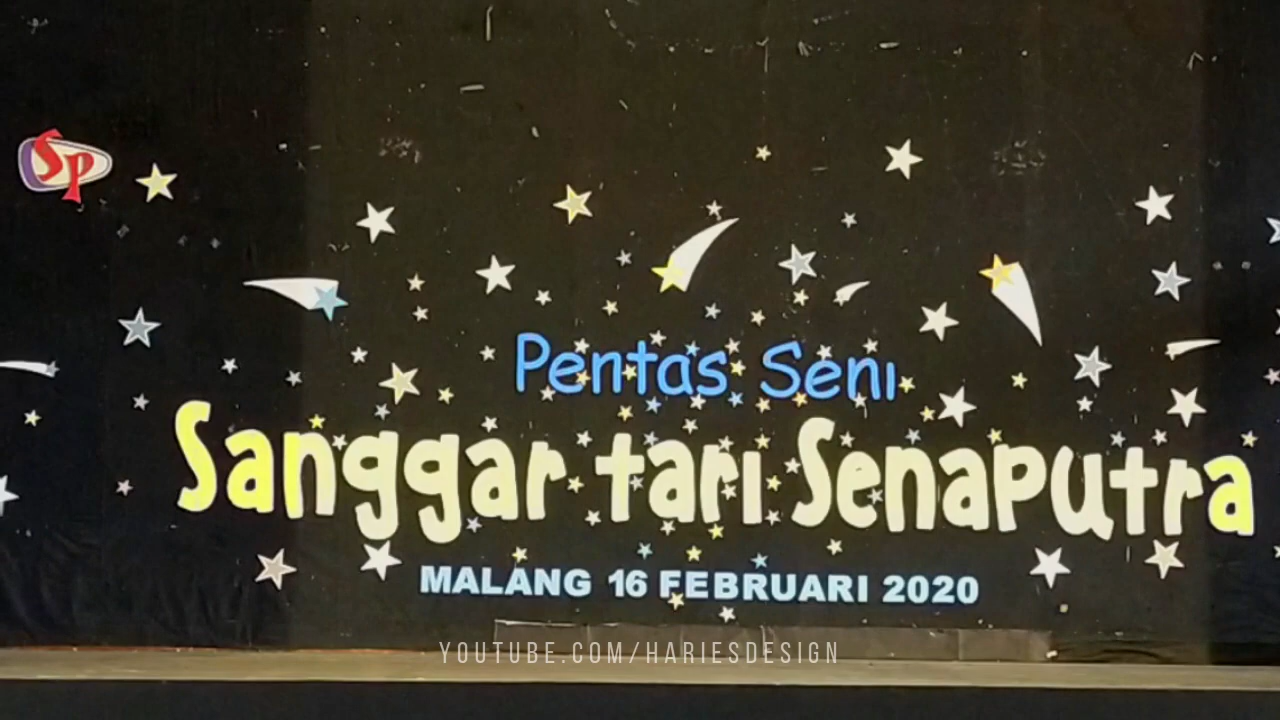 SP
Pentas Seni
Sanggar tari Senaputra
MALANG 16 FEBRUARI 2020
YOUTUBE.COM/HARIESDESIGN